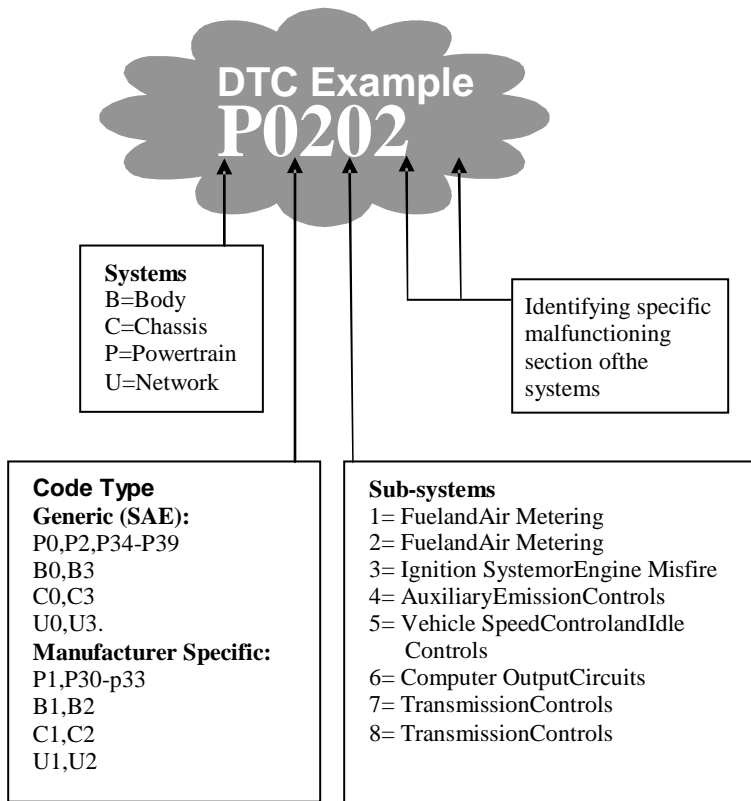 DTC Example
P0202
Systems
B=Body
C=Chassis
P=Powertrain
U=Network
Identifying specific
malfunctioning
section ofthe
systems
Code Type
Generic (SAE):
P0,P2,P34-P39
B0,B3
C0,C3
U0,U3.
Manufacturer Specific:
P1,P30-p33
B1,B2
C1,C2
U1,U2
Sub-systems
1= FuelandAir Metering
2= FuelandAir Metering
3= Ignition SystemorEngine Misfire
4= AuxiliaryEmissionControls
5= Vehicle SpeedControlandIdle
Controls
6= Computer OutputCircuits
7= TransmissionControls
8= TransmissionControls